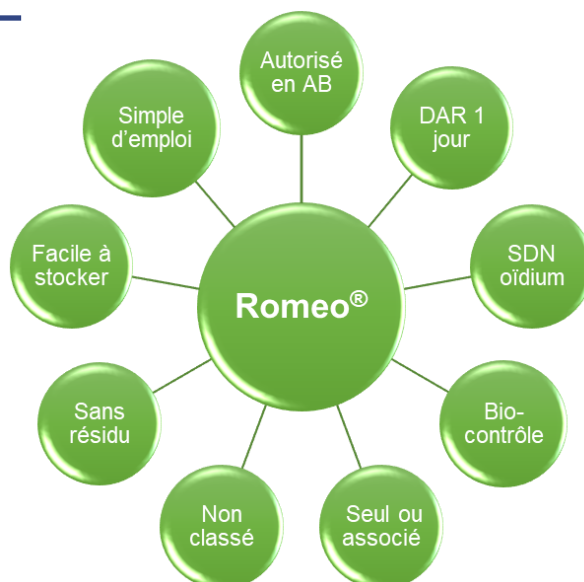 Autorisé
en AB
DAR 1
jour
SDN
oïdium
Bio-
contrôle
Seul ou
associé
Non
classé
Sans
résidu
Facile à
stocker
Simple
d’emploi
Romeo®